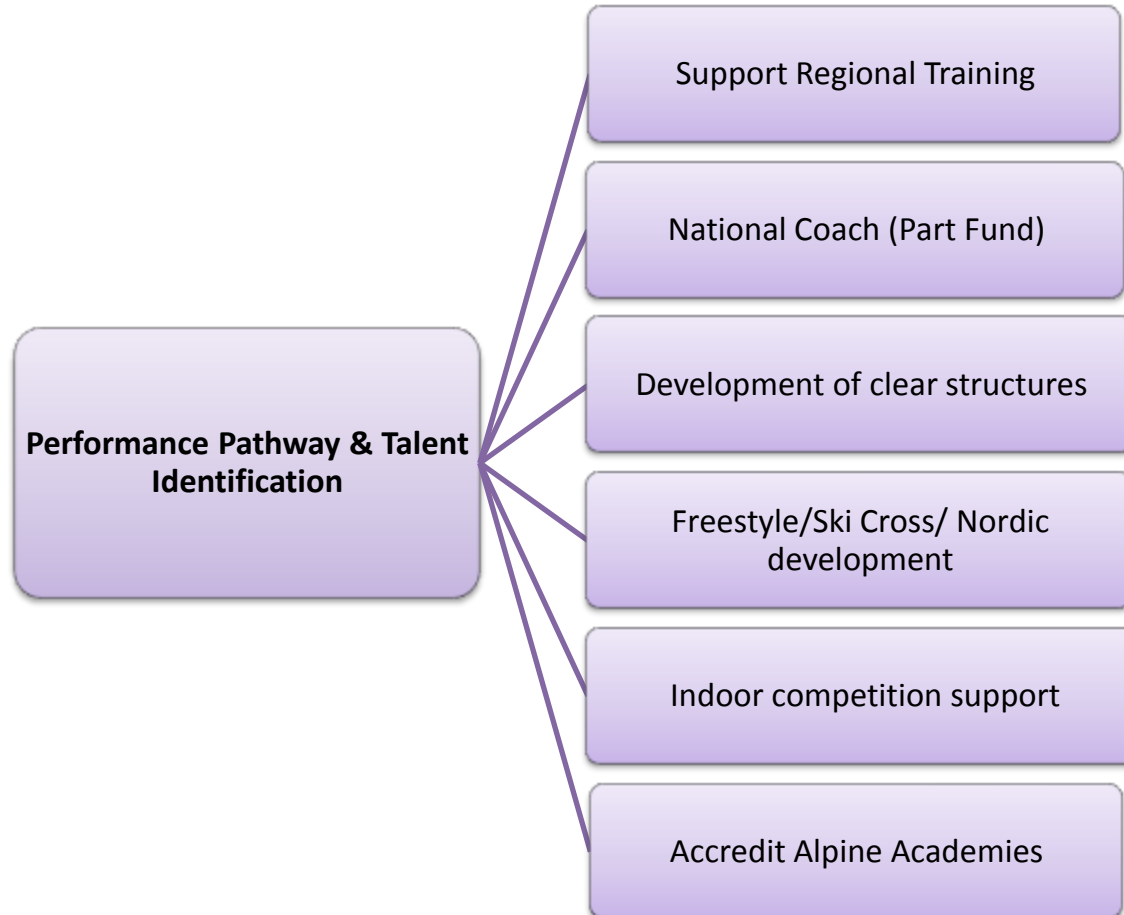 Support Regional Training
National Coach (Part Fund)
Development of clear structures
Performance Pathway & Talent
Identification
Freestyle/Ski Cross/ Nordic
development
Indoor competition support
Accredit Alpine Academies